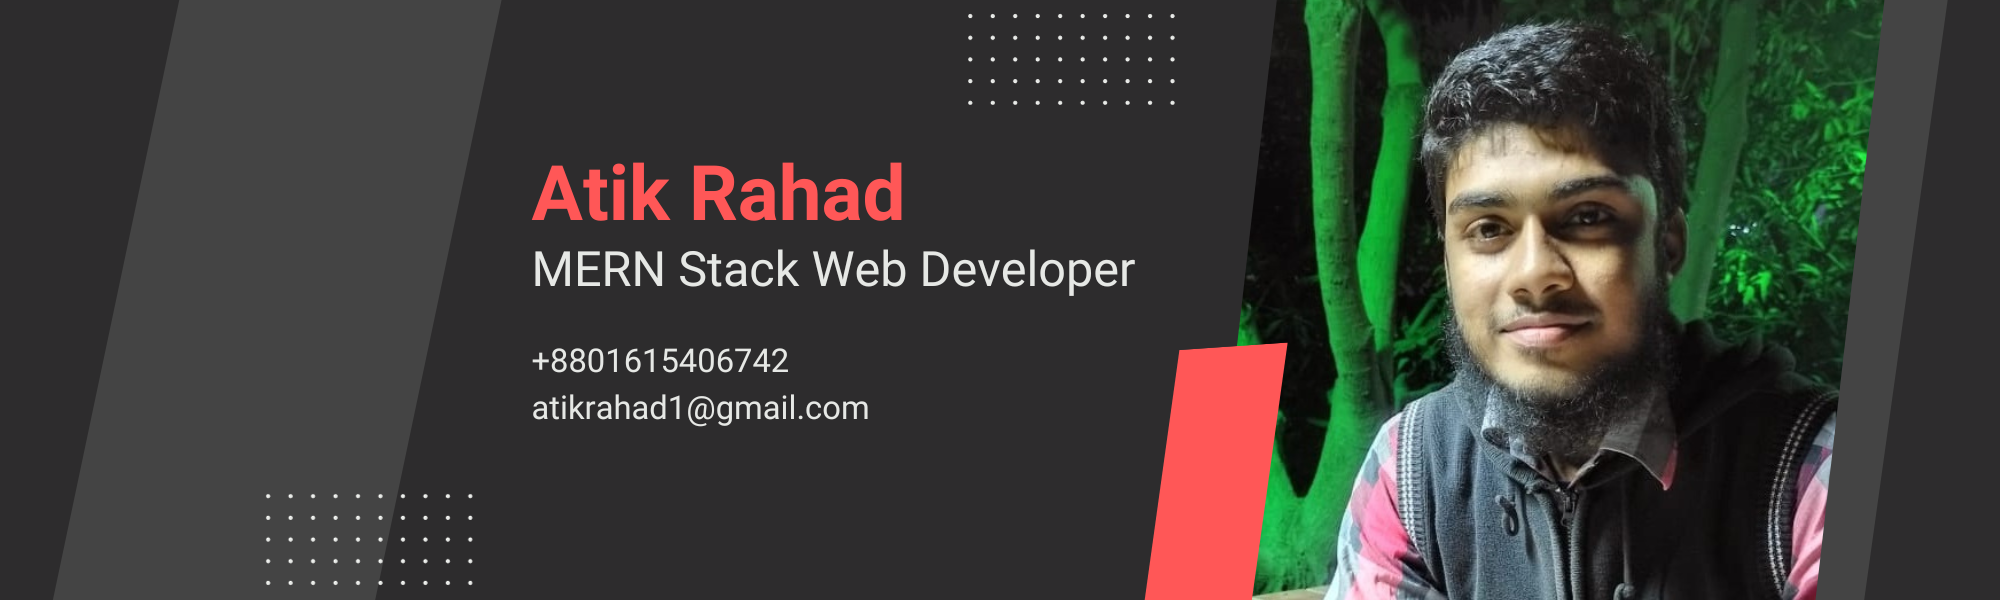 Atik Rahad
MERN Stack Web Developer
+8801615406742
atikrahad1@gmail.com